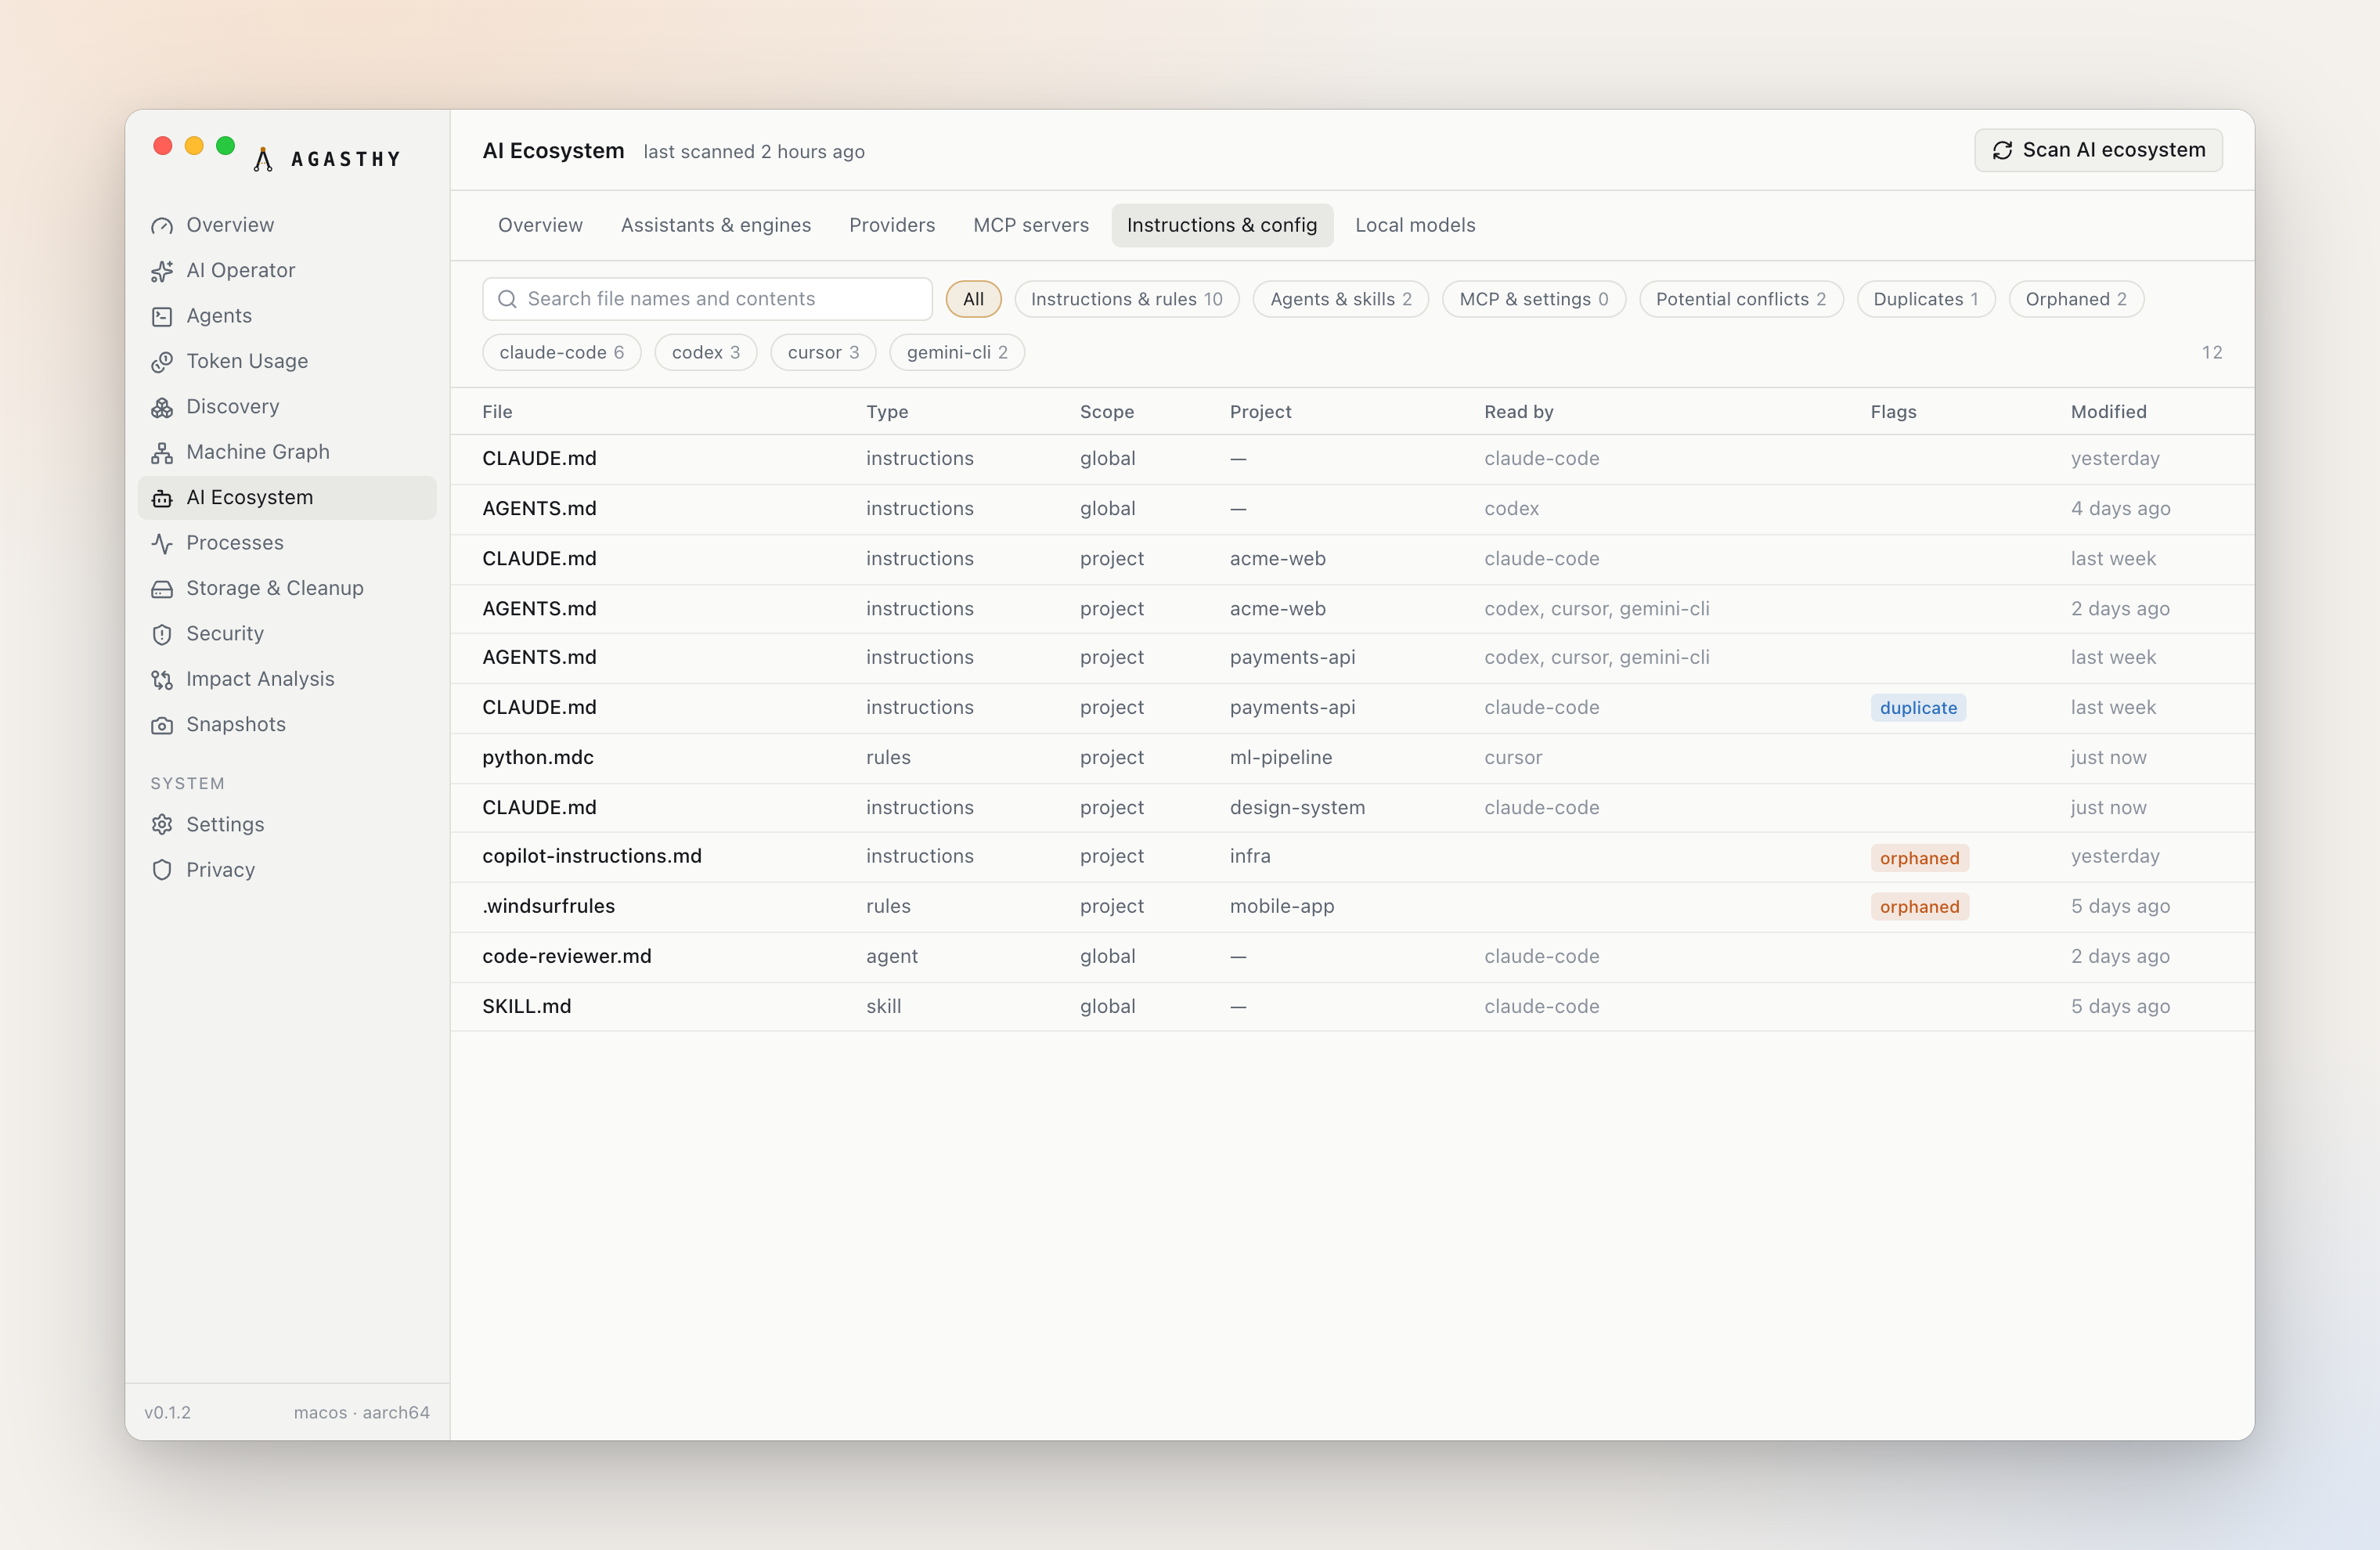 AGASTHY
Overview
AI Operator
Agents
Token Usage
Discovery
Machine Graph
AI Ecosystem
Processes
Storage & Cleanup
Security
Impact Analysis
Snapshots
SYSTEM
Settings
Privacy
v0.1.2 macos · aarch64
AI Ecosystem last scanned 2 hours ago Scan AI ecosystem
Overview Assistants & engines Providers MCP servers Instructions & config Local models
Search file names and contents All Instructions & rules 10 Agents & skills 2 MCP & settings 0 Potential conflicts 2 Duplicates 1 Orphaned 2
claude-code 6 codex 3 cursor 3 gemini-cli 2 12
File Type Scope Project Read by Flags Modified
CLAUDE.md instructions global — claude-code yesterday
AGENTS.md instructions global — codex 4 days ago
CLAUDE.md instructions project acme-web claude-code last week
AGENTS.md instructions project acme-web codex, cursor, gemini-cli 2 days ago
AGENTS.md instructions project payments-api codex, cursor, gemini-cli last week
CLAUDE.md instructions project payments-api claude-code duplicate last week
python.mdc rules project ml-pipeline cursor just now
CLAUDE.md instructions project design-system claude-code just now
copilot-instructions.md instructions project infra orphaned yesterday
.windsurfrules rules project mobile-app orphaned 5 days ago
code-reviewer.md agent global — claude-code 2 days ago
SKILL.md skill global — claude-code 5 days ago